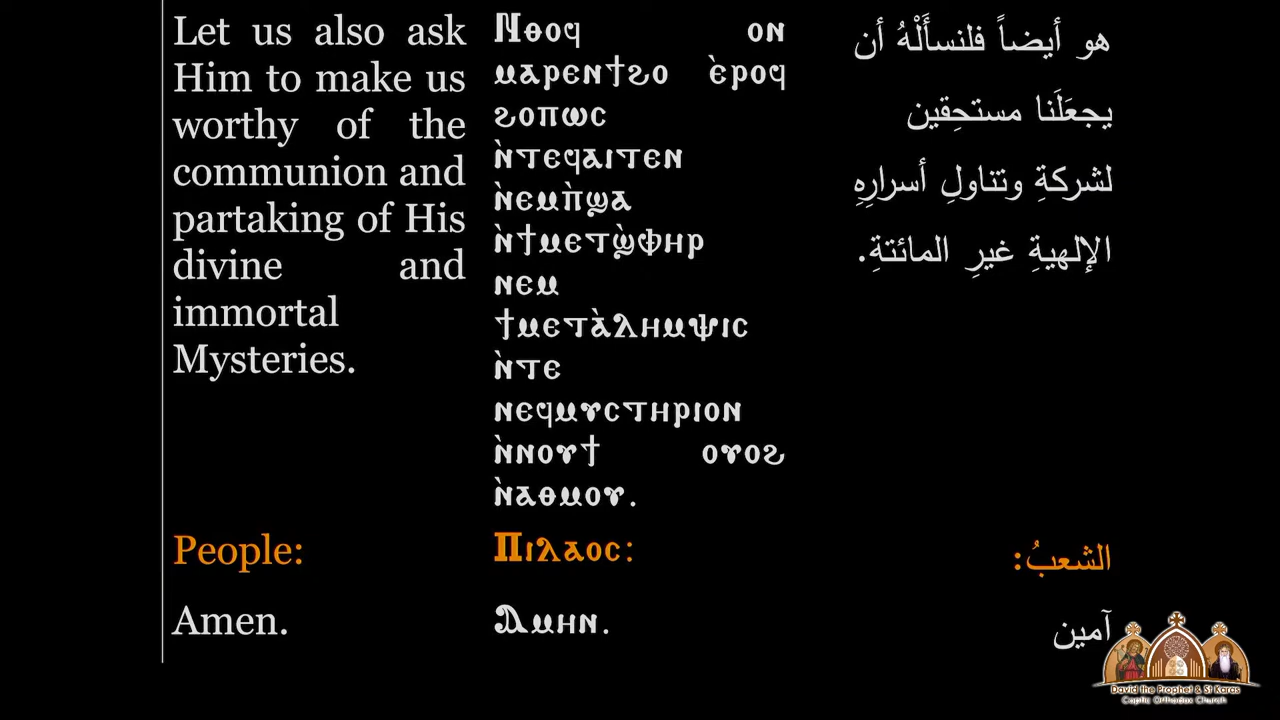 Let us also ask
Him to make us
worthy of the
communion and
partaking of His
divine and
immortal
Mysteries.
Ⲛ̀ⲑⲟϥ ⲟⲛ
ⲙⲁⲣⲉⲛϯϩⲟ ⲉ̀ⲣⲟϥ
ϩⲟⲡⲱⲥ
ⲛ̀ⲧⲉϥⲁⲓⲧⲉⲛ
ⲛ̀ⲉⲙⲡ̀ϣⲁ
ⲛ̀ϯⲙⲉⲧϣ̀ⲫⲏⲣ
ⲛⲉⲙ
ϯⲙⲉⲧⲁ̀ⲗⲏⲙⲯⲓⲥ
ⲛ̀ⲧⲉ
ⲛⲉϥⲙⲩⲥⲧⲏⲣⲓⲟⲛ
ⲛ̀ⲛⲟⲩϯ ⲟⲩⲟϩ
ⲛ̀ⲁⲑⲙⲟⲩ.
هو أيضاً فلنسأَلْهُ أن
يجعَلَنا مستحِقين
لشركةِ وتناولِ أسرارِهِ
الإلهيةِ غيرِ المائتةِ.
People:
Ⲡⲓⲗⲁⲟⲥ:
الشعبُ:
Amen.
Ⲁⲙⲏⲛ.
آمين
David the Prophet & St Karas
Coptic Orthodox Church